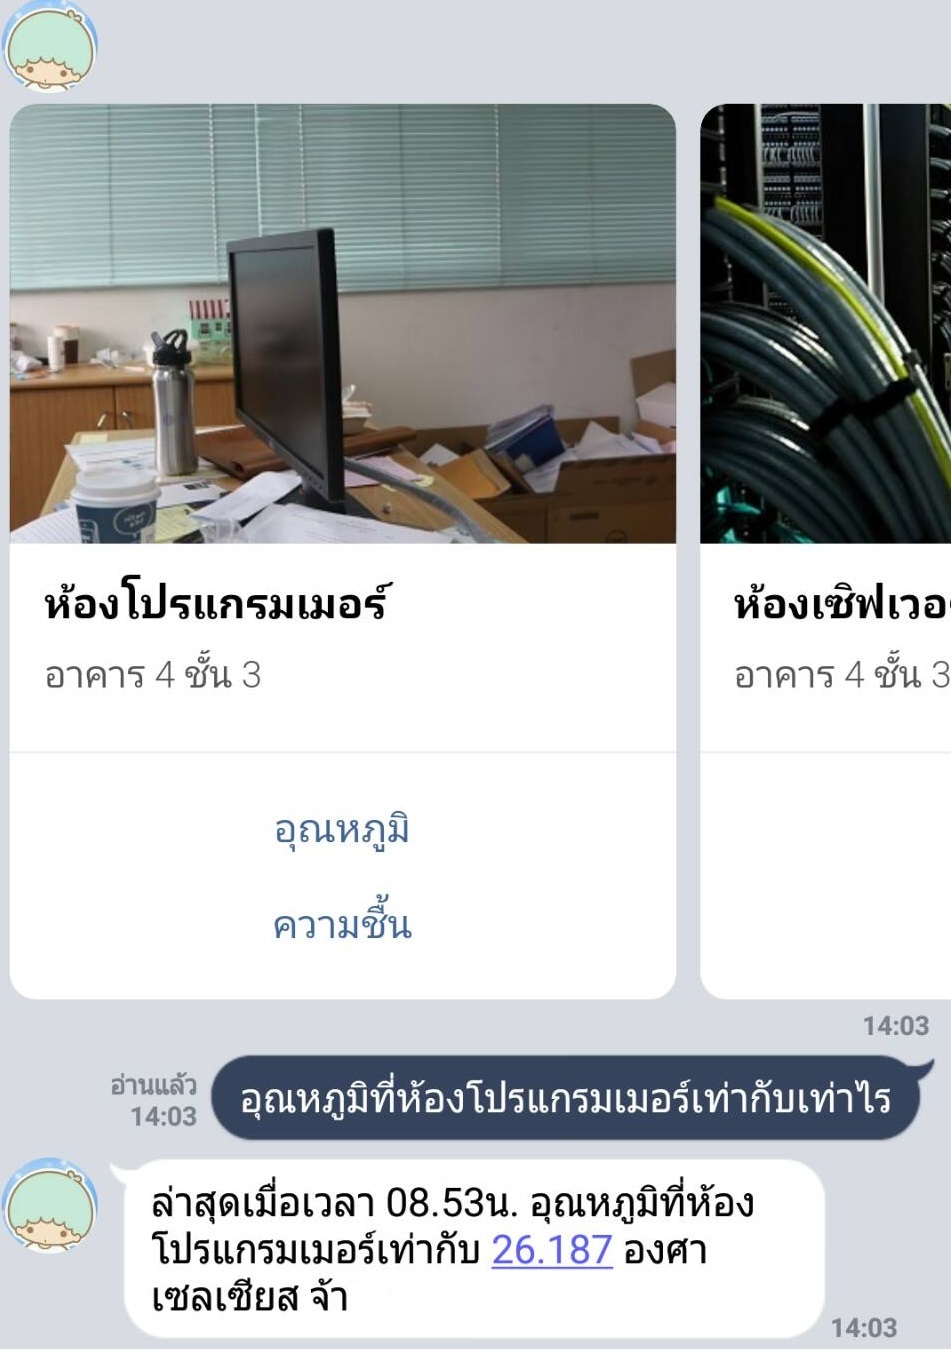 ห้องโปรแกรมเมอร์
อาคาร 4 ชั้น 3
อุณหภูมิ
ความชื้น
ห้องเซิฟเวอ
อาคาร 4 ชั้น 3
14:03
อ่านแล้ว
14:03
อุณหภูมิที่ห้องโปรแกรมเมอร์เท่ากับเท่าไร
ล่าสุดเมื่อเวลา 08.53น. อุณหภูมิที่ห้อง
โปรแกรมเมอร์เท่ากับ 26.187 องศา
เซลเซียส จ้า
14:03